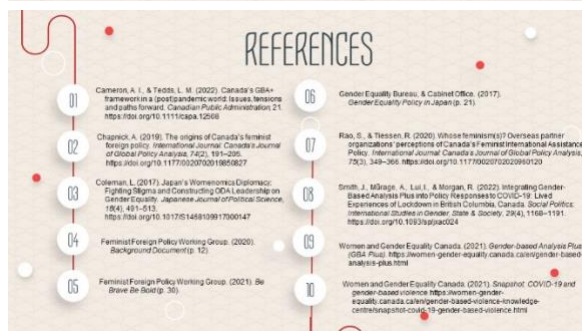 REFERENCES
01
Cameron, A. I., & Tedds, L. M. (2022). Canada's GBA+
framework in a (post)pandemic world: Issues, tensions
and paths forward. Canadian Public Administration, 21.
https://doi.org/10.1111/capa.12508
02
Chapnick, A. (2019). The origins of Canada's feminist
foreign policy. International Journal: Canada's Journal
of Global Policy Analysis, 74(2), 191–205.
https://doi.org/10.1177/0020702019850827
03
Coleman, L. (2017). Japan's Womenomics Diplomacy:
Fighting Stigma and Constructing ODA Leadership on
Gender Equality. Japanese Journal of Political Science,
18(4), 491–513.
https://doi.org/10.1017/S1468109917000147
04
Feminist Foreign Policy Working Group. (2020).
Background Document (p. 12).
05
Feminist Foreign Policy Working Group. (2021). Be
Brave Be Bold (p. 30).
06
Gender Equality Bureau, & Cabinet Office. (2017).
Gender Equality Policy in Japan (p. 21).
07
Rao, S., & Tiessen, R. (2020). Whose feminism(s)? Overseas partner
organizations' perceptions of Canada's Feminist International Assistance
Policy. International Journal: Canada's Journal of Global Policy Analysis,
75(3), 349–366. https://doi.org/10.1177/0020702020960120
08
Smith, J., Mûrage, A., Lui, I., & Morgan, R. (2022). Integrating Gender-
Based Analysis Plus into Policy Responses to COVID-19: Lived
Experiences of Lockdown in British Columbia, Canada. Social Politics:
International Studies in Gender, State & Society, 29(4), 1168–1191.
https://doi.org/10.1093/sp/jxac024
09
Women and Gender Equality Canada. (2021). Gender-based Analysis Plus
(GBA Plus). https://women-gender-equality.canada.ca/en/gender-based-
analysis-plus.html
10
Women and Gender Equality Canada. (2021). Snapshot: COVID-19 and
gender-based violence https://women-gender-
equality.canada.ca/en/gender-based-violence-knowledge-
centre/snapshot-covid-19-gender-based-violence.html